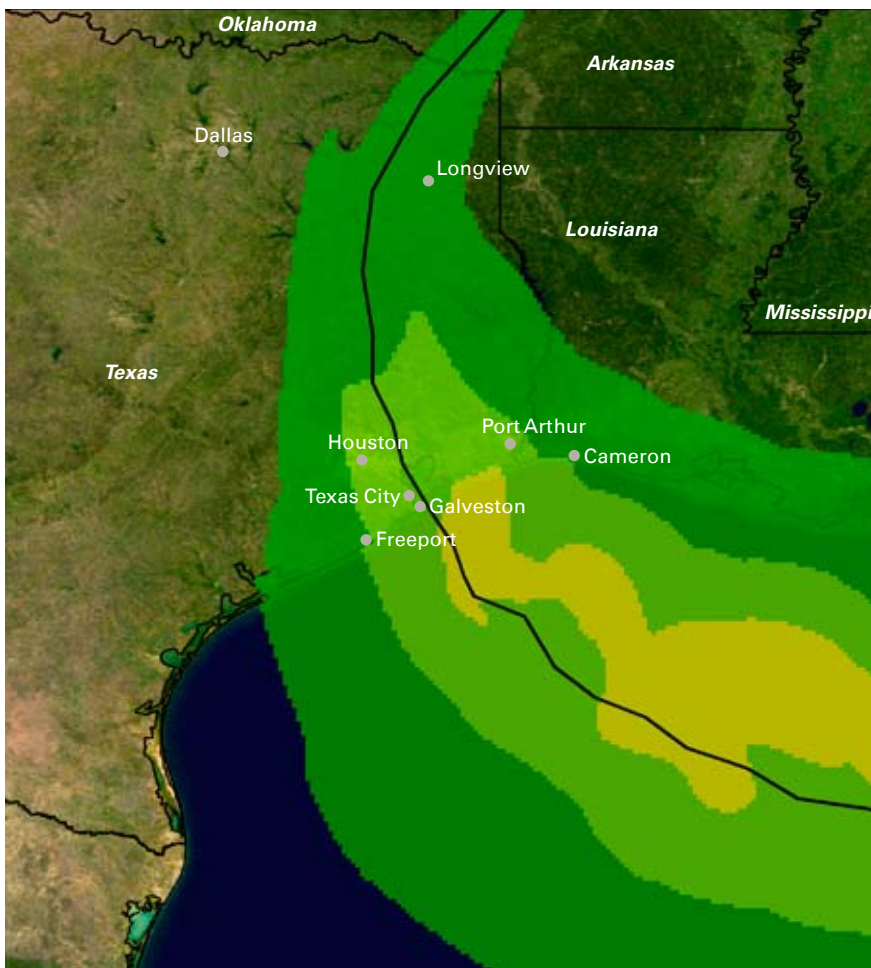 Oklahoma
Arkansas
Dallas
Longview
Louisiana
Mississippi
Texas
Port Arthur
Houston
Cameron
Texas City
Galveston
Freeport